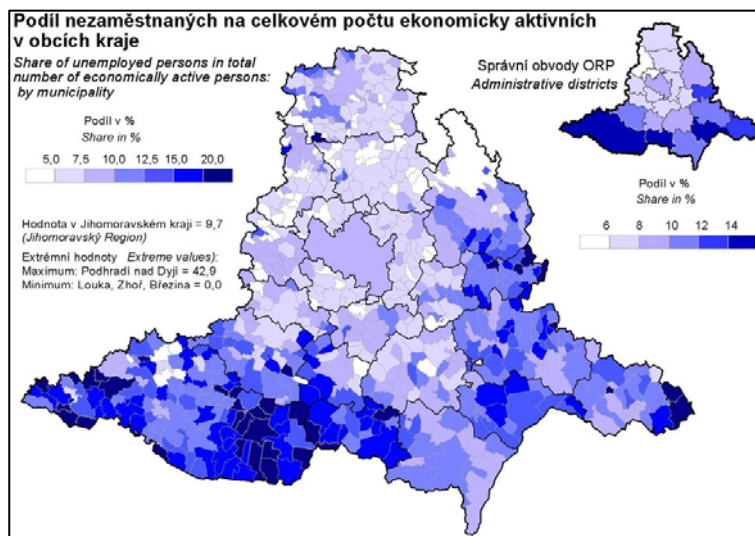 Podíl nezaměstnaných na celkovém počtu ekonomicky aktivních
v obcích kraje
Share of unemployed persons in total
number of economically active persons:
by municipality
Správní obvody ORP
Administrative districts
Podíl v %
Share in %
5,0 7,5 10,0 12,5 15,0 20,0
Podíl v %
Share in %
6 8 10 12 14
Hodnota v Jihomoravském kraji = 9,7
(Jihomoravský Region)
Extrémní hodnoty Extreme values):
Maximum: Podhradí nad Dyjí = 42,9
Minimum: Louka, Zhoř, Březina = 0,0